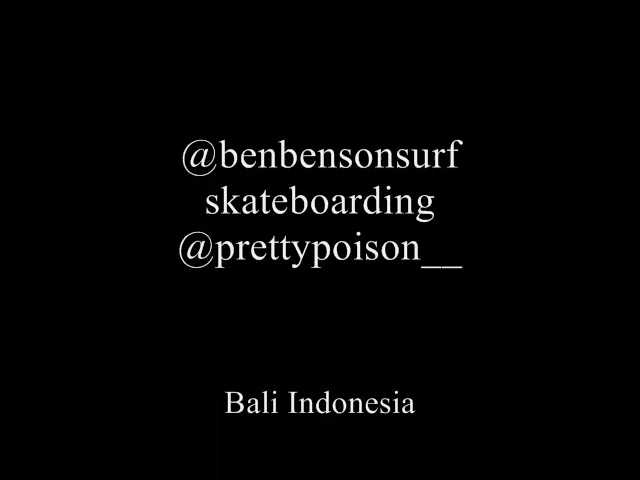 @benbensonsurf
skateboarding
@prettypoison__
Bali Indonesia